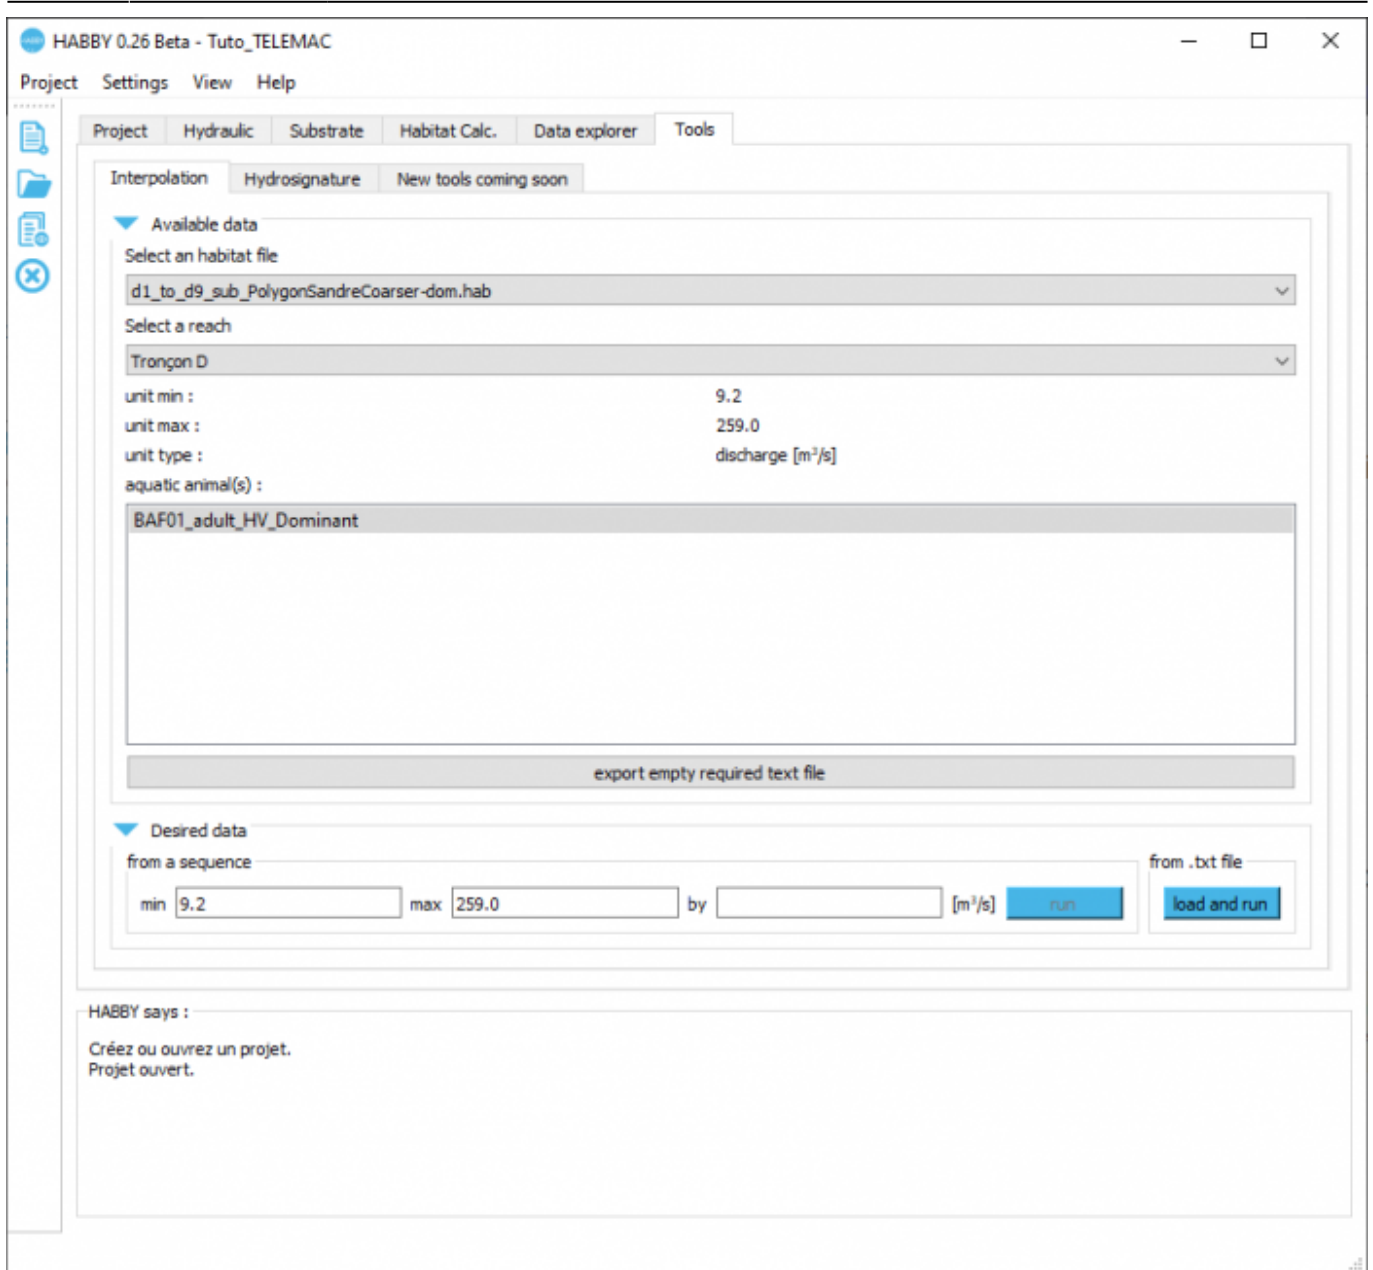 HABBY 0.26 Beta - Tuto_TELEMAC
Project Settings View Help
Project Hydraulic Substrate Habitat Calc. Data explorer Tools
Interpolation Hydrosignature New tools coming soon
Available data
Select an habitat file
d1_to_d9_sub_PolygonSandreCoarser-dom.hab
Select a reach
Tronçon D
unit min : 9.2
unit max : 259.0
unit type : discharge [m³/s]
aquatic animal(s) :
BAF01_adult_HV_Dominant
export empty required text file
Desired data
from a sequence from .txt file
min 9.2 max 259.0 by [m³/s] run load and run
HABBY says :
Créez ou ouvrez un projet.
Projet ouvert.